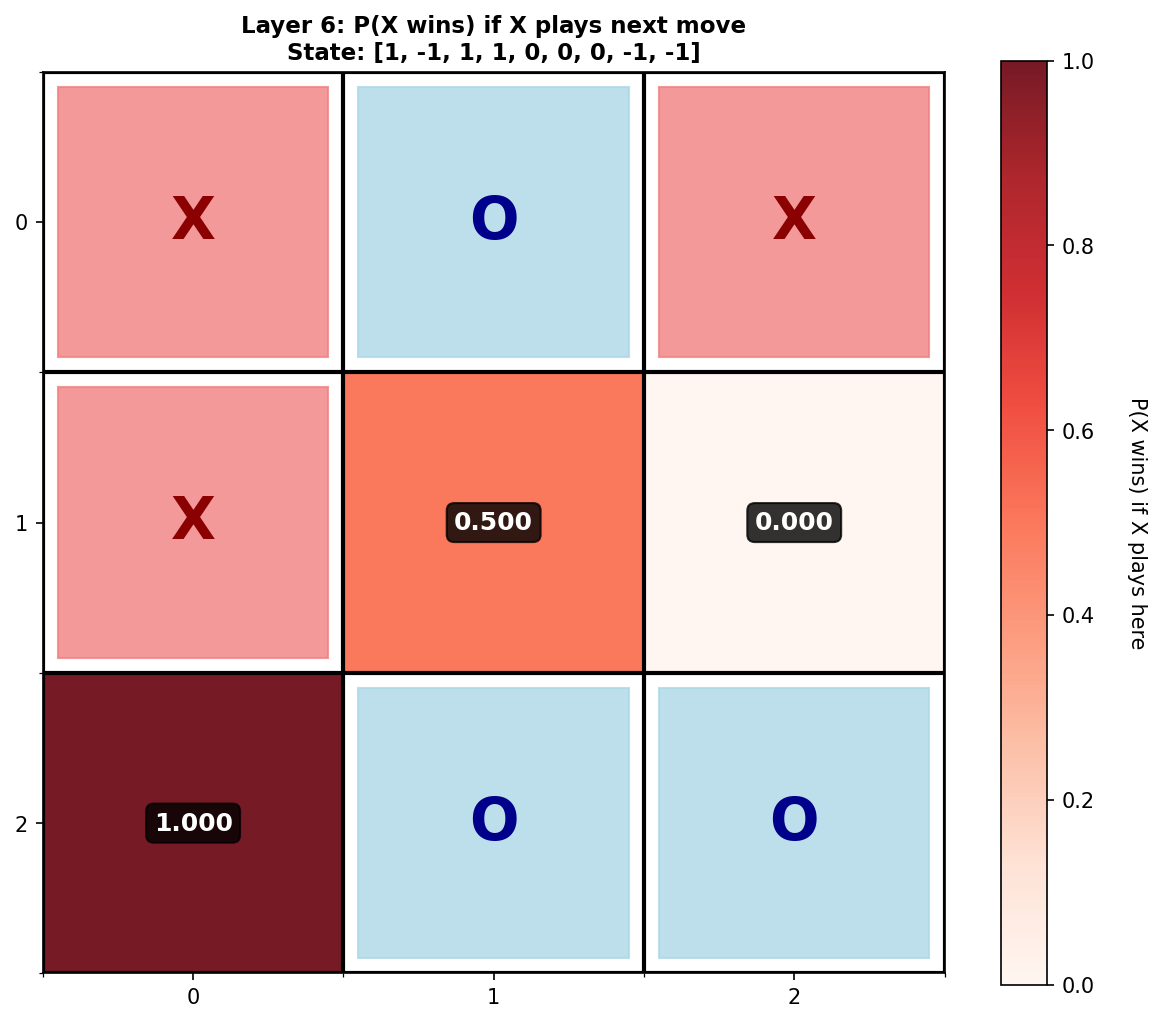 Layer 6: P(X wins) if X plays next move
State: [1, -1, 1, 1, 0, 0, 0, -1, -1]
1.0
0.8
0.6
0.4
0.2
0.0
P(X wins) if X plays here
0
X
O
X
1
X
0.500
0.000
2
1.000
O
O
0
1
2